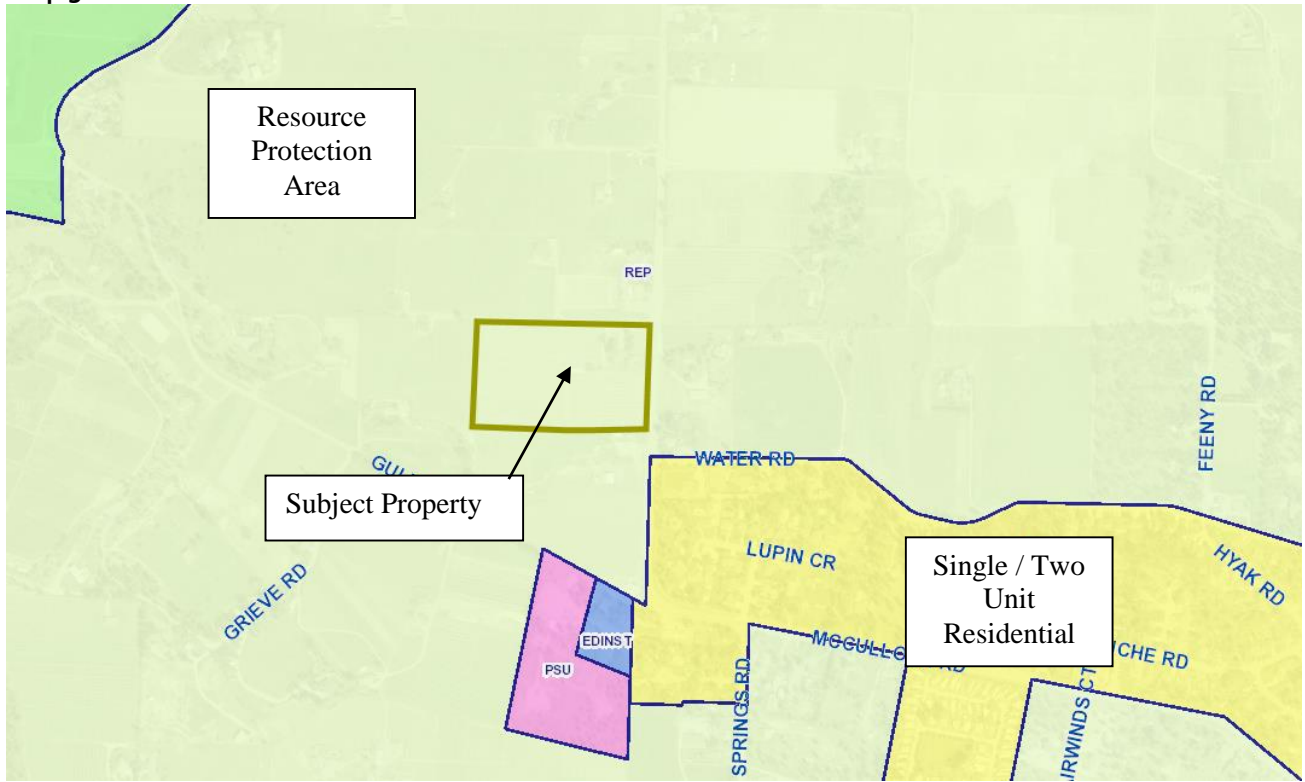 Resource
Protection
Area
REP
FEENY RD
WATER RD
Subject Property
LUPIN CR
HYAK RD
Single / Two
Unit
Residential
GRIEVE RD
EDINST
PSU
SPRINGS RD